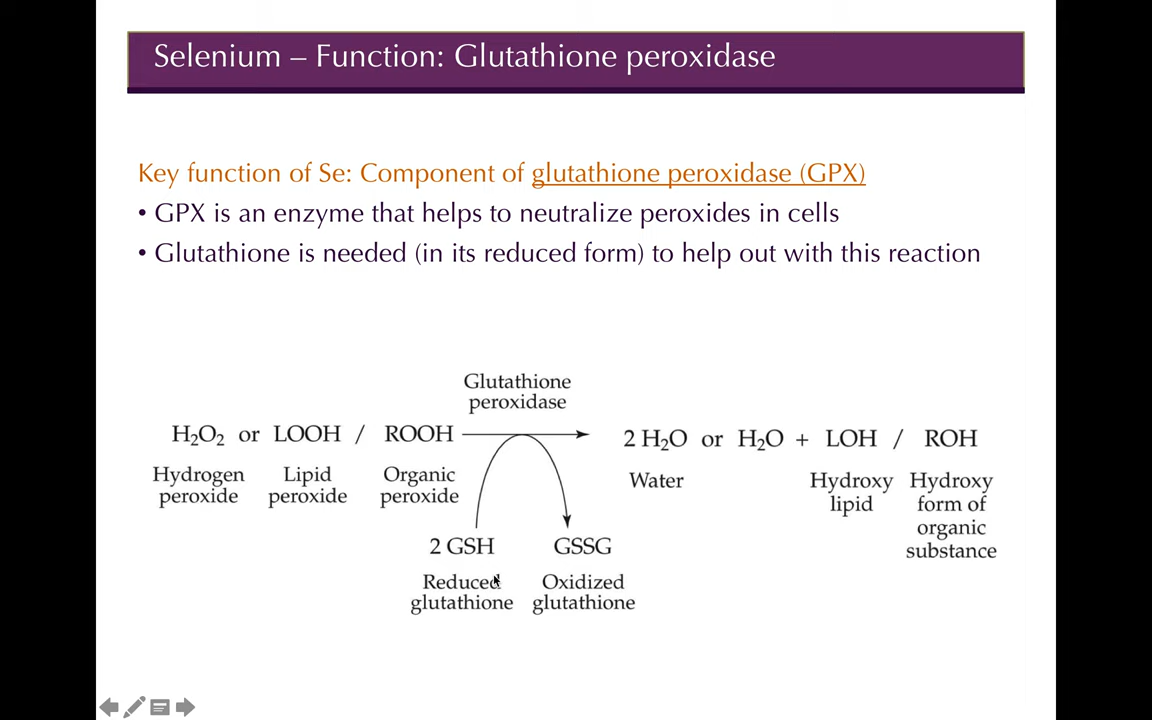 Selenium – Function: Glutathione peroxidase
Key function of Se: Component of glutathione peroxidase (GPX)
• GPX is an enzyme that helps to neutralize peroxides in cells
• Glutathione is needed (in its reduced form) to help out with this reaction
Glutathione
peroxidase
H₂O₂ or LOOH / ROOH
2 H₂O or H₂O + LOH / ROH
Hydrogen
peroxide
Lipid
peroxide
Organic
peroxide
Water
Hydroxy
lipid
Hydroxy
form of
organic
substance
2 GSH
GSSG
Reduced
glutathione
Oxidized
glutathione